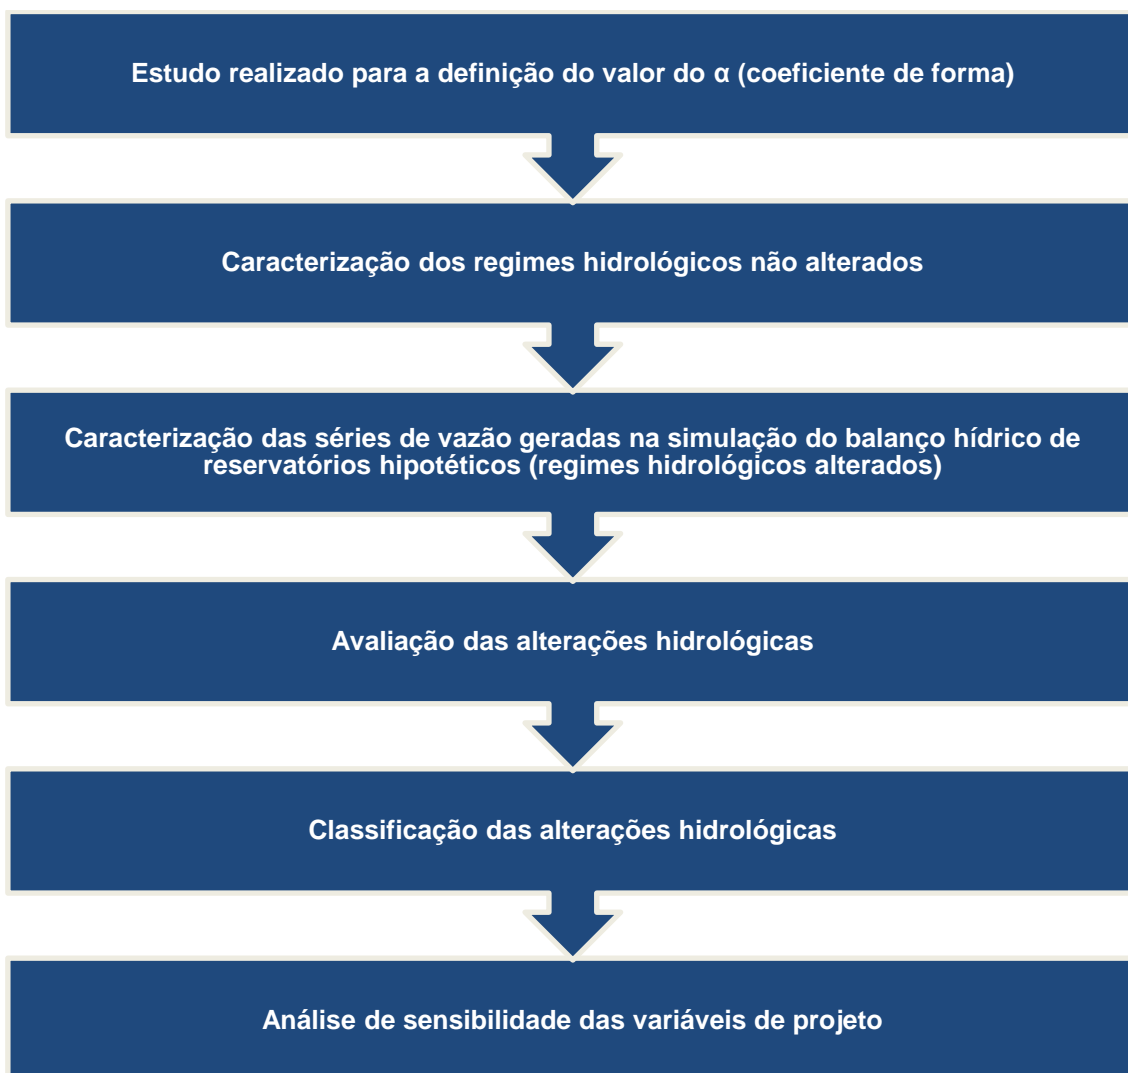 Estudo realizado para a definição do valor do α (coeficiente de forma)
Caracterização dos regimes hidrológicos não alterados
Caracterização das séries de vazão geradas na simulação do balanço hídrico de
reservatórios hipotéticos (regimes hidrológicos alterados)
Avaliação das alterações hidrológicas
Classificação das alterações hidrológicas
Análise de sensibilidade das variáveis de projeto